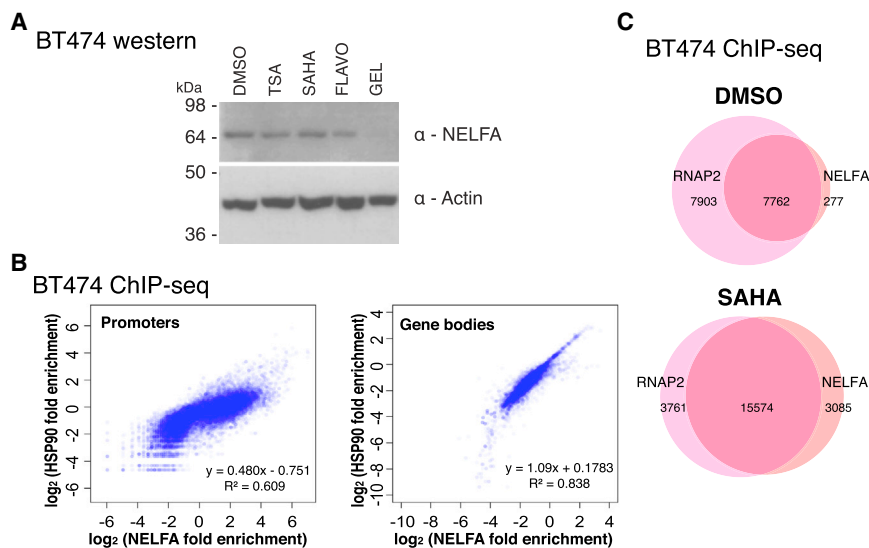 A
BT474 western
DMSO
TSA
SAHA
FLAVO
GEL
kDa
98 -
64 -
50 -
36 -
α - NELFA
α - Actin
B
BT474 ChIP-seq
Promoters
log₂ (HSP90 fold enrichment)
6
4
2
0
-2
-4
-6
y = 0.480x - 0.751
R² = 0.609
-6 -4 -2 0 2 4 6
log₂ (NELFA fold enrichment)
Gene bodies
log₂ (HSP90 fold enrichment)
4
2
0
-2
-4
-6
-8
-10
y = 1.09x + 0.1783
R² = 0.838
-10 -8 -6 -4 -2 0 2 4
log₂ (NELFA fold enrichment)
C
BT474 ChIP-seq
DMSO
RNAP2
NELFA
7903
7762
277
SAHA
RNAP2
NELFA
3761
15574
3085